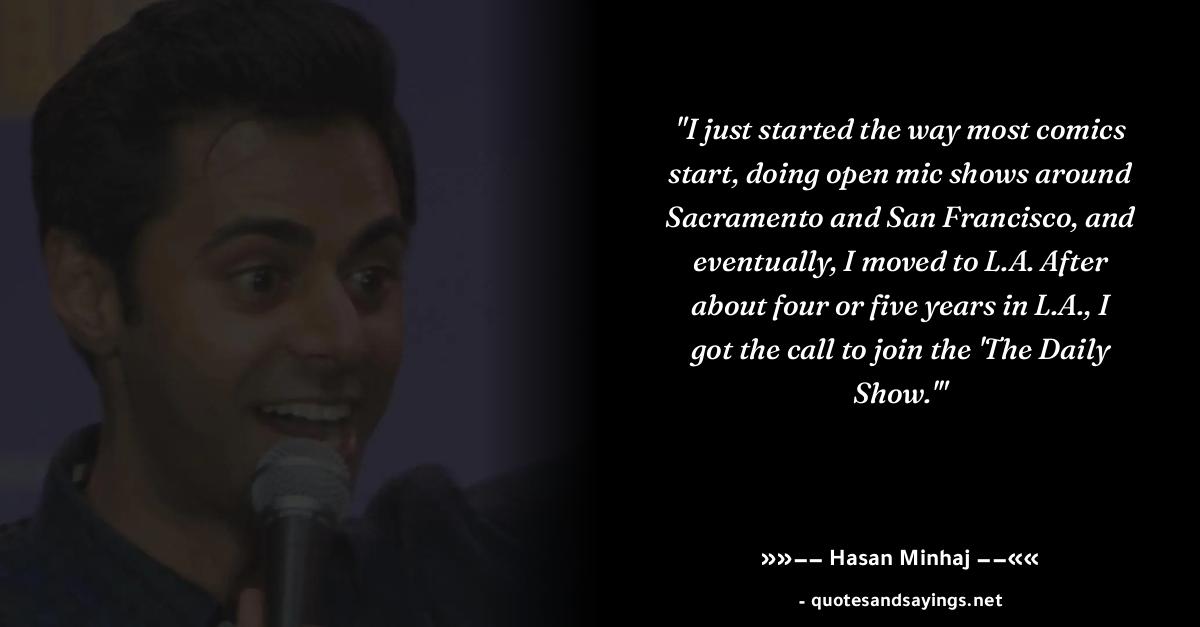 "I just started the way most comics
start, doing open mic shows around
Sacramento and San Francisco, and
eventually, I moved to L.A. After
about four or five years in L.A., I
got the call to join the 'The Daily
Show.'"
»»–– Hasan Minhaj ––««
- quotesandsayings.net